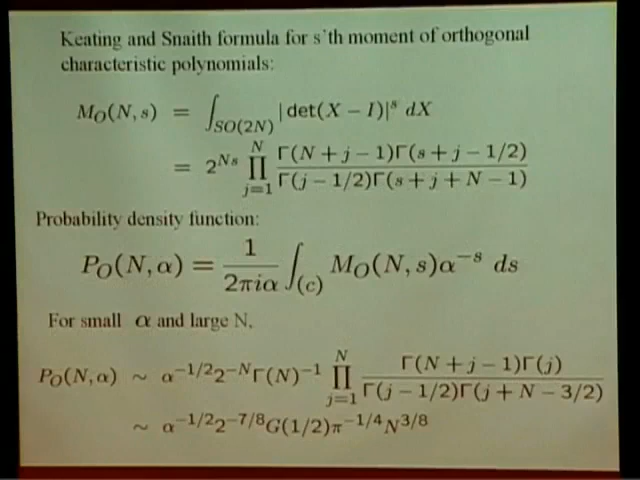 Keating and Snaith formula for s'th moment of orthogonal
characteristic polynomials:
M_O(N, s) = ∫_{SO(2N)} |det(X − I)|^s dX
= 2^{Ns} ∏_{j=1}^{N} Γ(N + j − 1)Γ(s + j − 1/2) / Γ(j − 1/2)Γ(s + j + N − 1)
Probability density function:
P_O(N, α) = 1/(2πiα) ∫_{(c)} M_O(N, s)α^{−s} ds
For small α and large N,
P_O(N, α) ∼ α^{−1/2} 2^{−N} Γ(N)^{−1} ∏_{j=1}^{N} Γ(N + j − 1)Γ(j) / Γ(j − 1/2)Γ(j + N − 3/2)
∼ α^{−1/2} 2^{−7/8} G(1/2)π^{−1/4} N^{3/8}